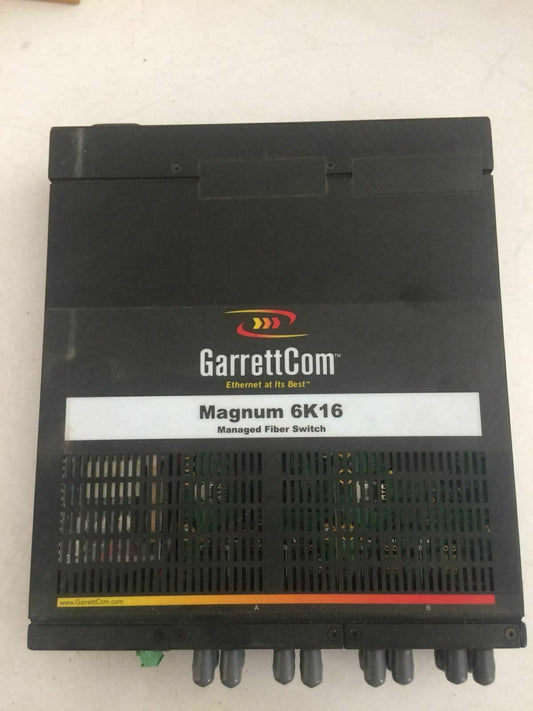 GarrettCom™
Ethernet at Its Best™
Magnum 6K16
Managed Fiber Switch
www.GarrettCom.com
A B